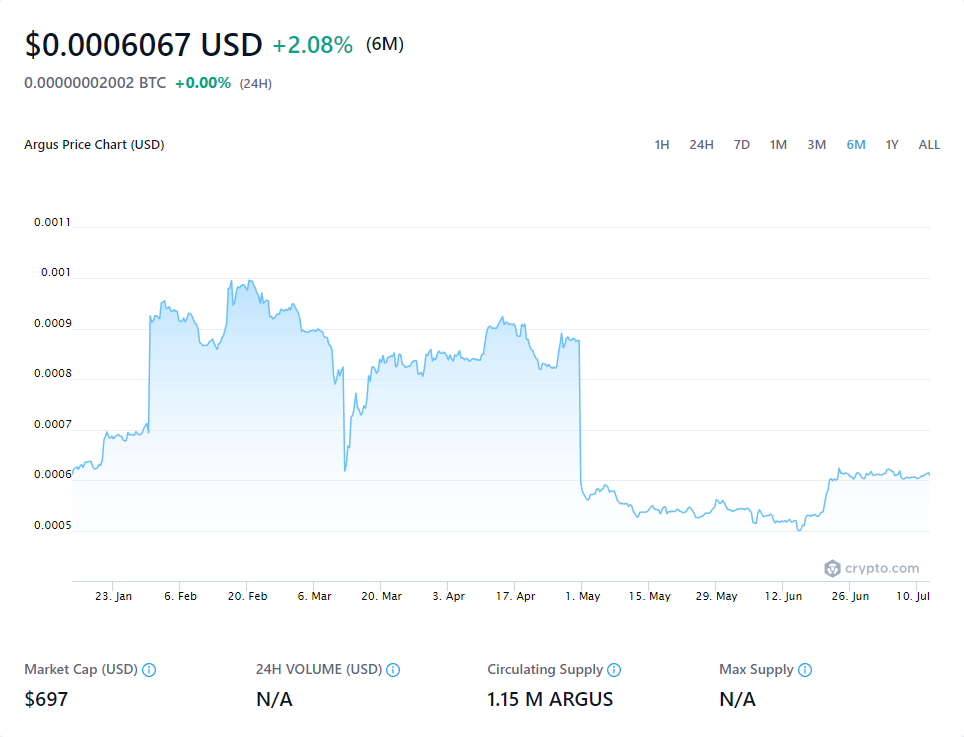 $0.0006067 USD +2.08% (6M)
0.00000002002 BTC +0.00% (24H)
Argus Price Chart (USD) 1H 24H 7D 1M 3M 6M 1Y ALL
0.0011
0.001
0.0009
0.0008
0.0007
0.0006
0.0005
crypto.com
23. Jan 6. Feb 20. Feb 6. Mar 20. Mar 3. Apr 17. Apr 1. May 15. May 29. May 12. Jun 26. Jun 10. Jul
Market Cap (USD) 24H VOLUME (USD) Circulating Supply Max Supply
$697 N/A 1.15 M ARGUS N/A